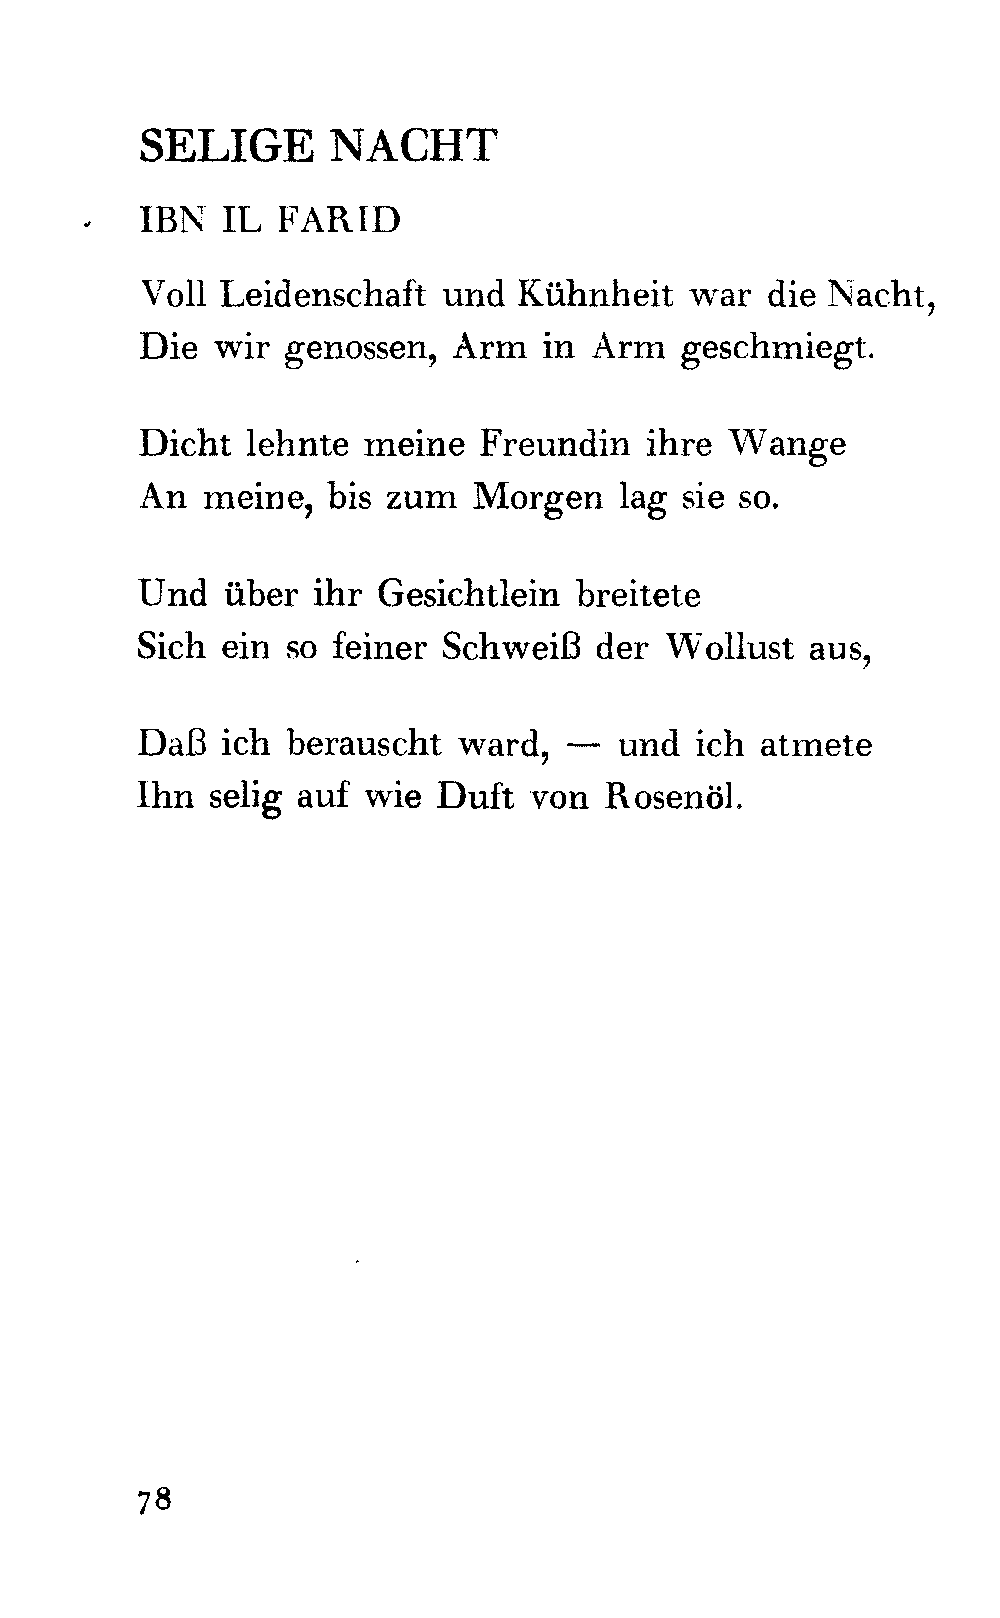 SELIGE NACHT
IBN IL FARID
Voll Leidenschaft und Kühnheit war die Nacht,
Die wir genossen, Arm in Arm geschmiegt.
Dicht lehnte meine Freundin ihre Wange
An meine, bis zum Morgen lag sie so.
Und über ihr Gesichtlein breitete
Sich ein so feiner Schweiß der Wollust aus,
Daß ich berauscht ward, — und ich atmete
Ihn selig auf wie Duft von Rosenöl.
78